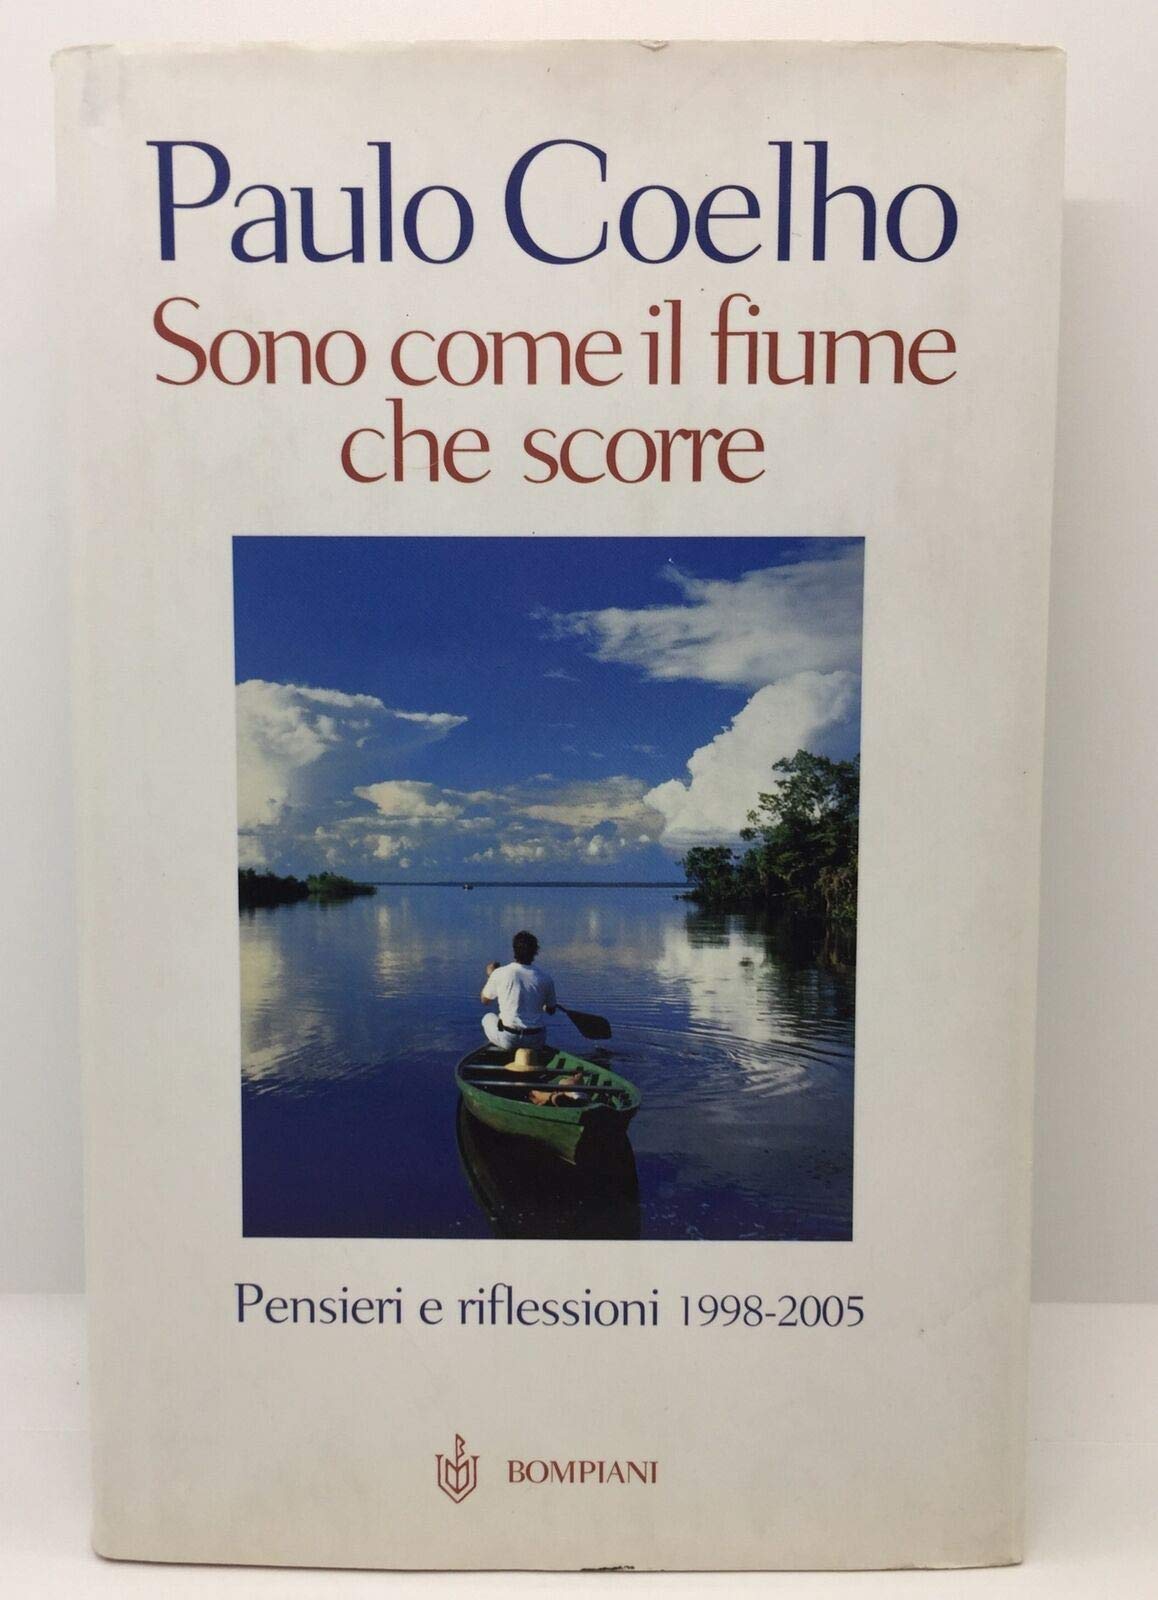 Paulo Coelho
Sono come il fiume
che scorre
Pensieri e riflessioni 1998-2005
BOMPIANI